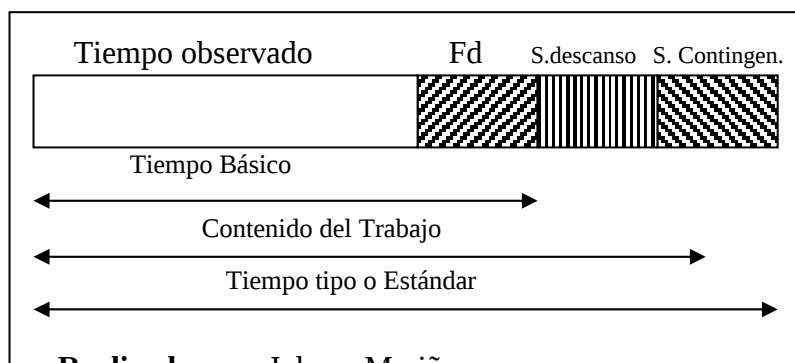 Tiempo observado Fd S.descanso S. Contingen.
Tiempo Básico
Contenido del Trabajo
Tiempo tipo o Estándar